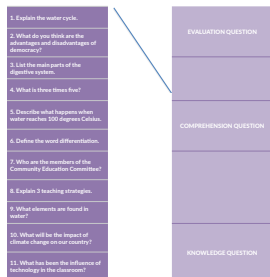 1. Explain the water cycle.
2. What do you think are the
advantages and disadvantages of
democracy?
3. List the main parts of the
digestive system.
4. What is three times five?
5. Describe what happens when
water reaches 100 degrees Celsius.
6. Define the word differentiation.
7. Who are the members of the
Community Education Committee?
8. Explain 3 teaching strategies.
9. What elements are found in
water?
10. What will be the impact of
climate change on our country?
11. What has been the influence of
technology in the classroom?
EVALUATION QUESTION
COMPREHENSION QUESTION
KNOWLEDGE QUESTION